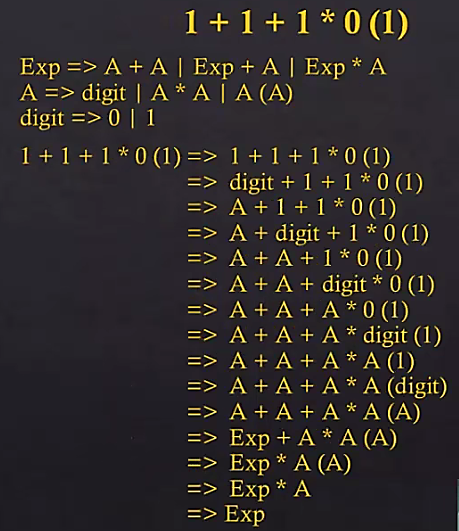 1 + 1 + 1 * 0 (1)
Exp => A + A | Exp + A | Exp * A
A => digit | A * A | A (A)
digit => 0 | 1
1 + 1 + 1 * 0 (1) => 1 + 1 + 1 * 0 (1)
=> digit + 1 + 1 * 0 (1)
=> A + 1 + 1 * 0 (1)
=> A + digit + 1 * 0 (1)
=> A + A + 1 * 0 (1)
=> A + A + digit * 0 (1)
=> A + A + A * 0 (1)
=> A + A + A * digit (1)
=> A + A + A * A (1)
=> A + A + A * A (digit)
=> A + A + A * A (A)
=> Exp + A * A (A)
=> Exp * A (A)
=> Exp * A
=> Exp